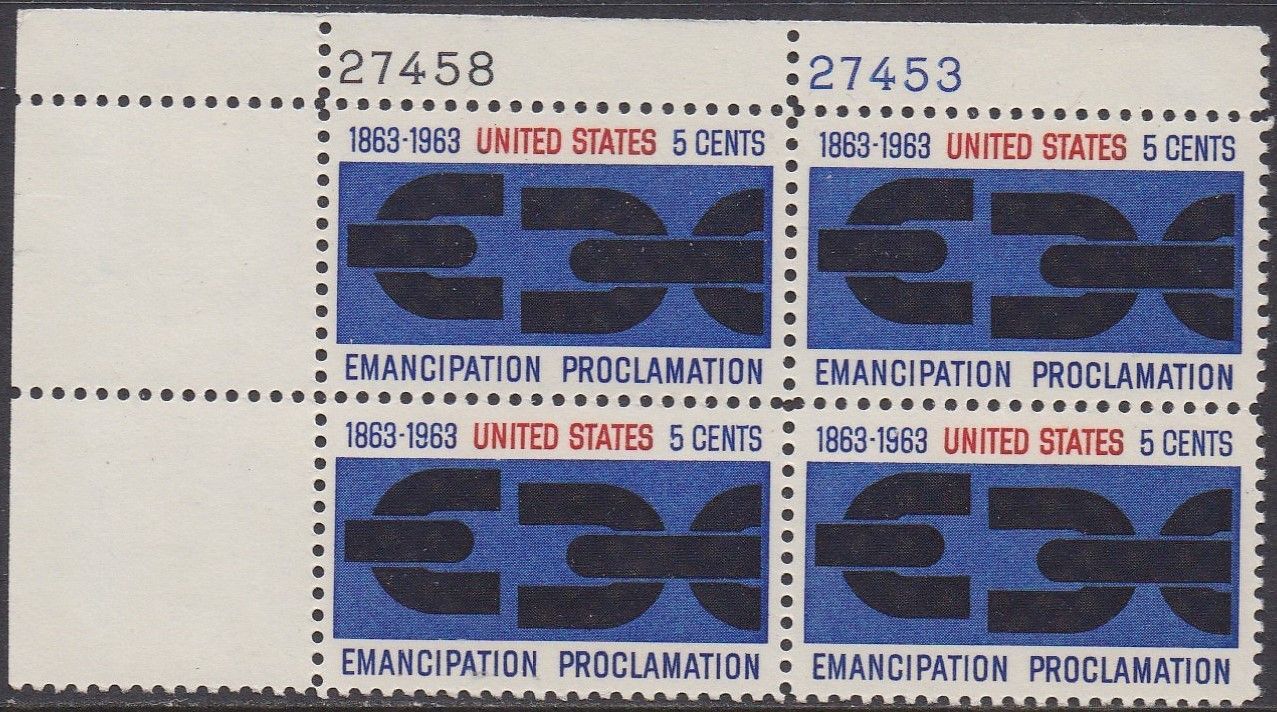 27458 27453
1863-1963 UNITED STATES 5 CENTS 1863-1963 UNITED STATES 5 CENTS
EMANCIPATION PROCLAMATION EMANCIPATION PROCLAMATION
1863-1963 UNITED STATES 5 CENTS 1863-1963 UNITED STATES 5 CENTS
EMANCIPATION PROCLAMATION EMANCIPATION PROCLAMATION